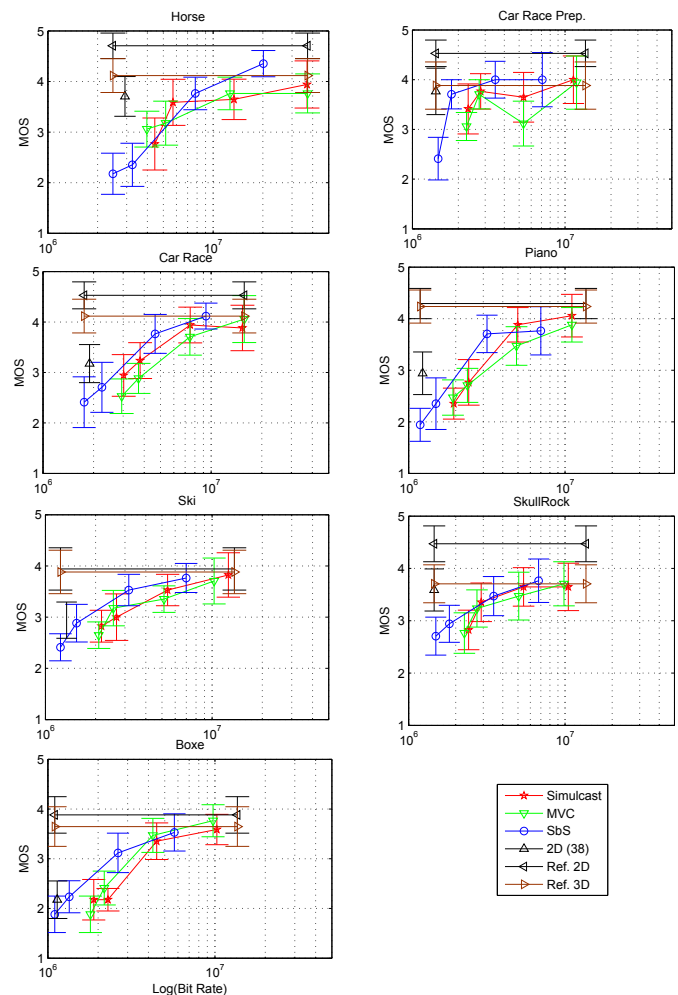 Horse
5
4
3
2
1
MOS
10^6
10^7
Car Race Prep.
5
4
3
2
1
MOS
10^6
10^7
Car Race
5
4
3
2
1
MOS
10^6
10^7
Piano
5
4
3
2
1
MOS
10^6
10^7
Ski
5
4
3
2
1
MOS
10^6
10^7
SkullRock
5
4
3
2
1
MOS
10^6
10^7
Boxe
5
4
3
2
1
MOS
10^6
10^7
Log(Bit Rate)
Simulcast
MVC
SbS
2D (38)
Ref. 2D
Ref. 3D